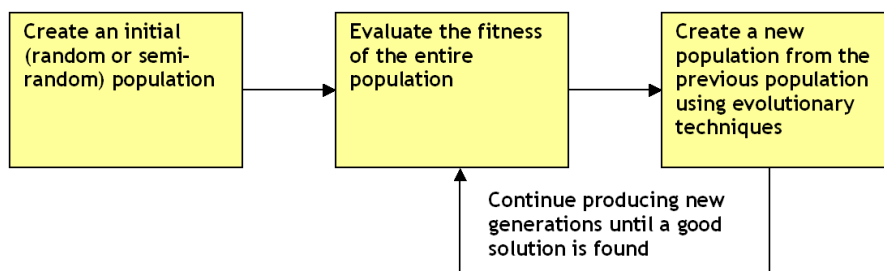 Create an initial
(random or semi-
random) population
Evaluate the fitness
of the entire
population
Create a new
population from the
previous population
using evolutionary
techniques
Continue producing new
generations until a good
solution is found